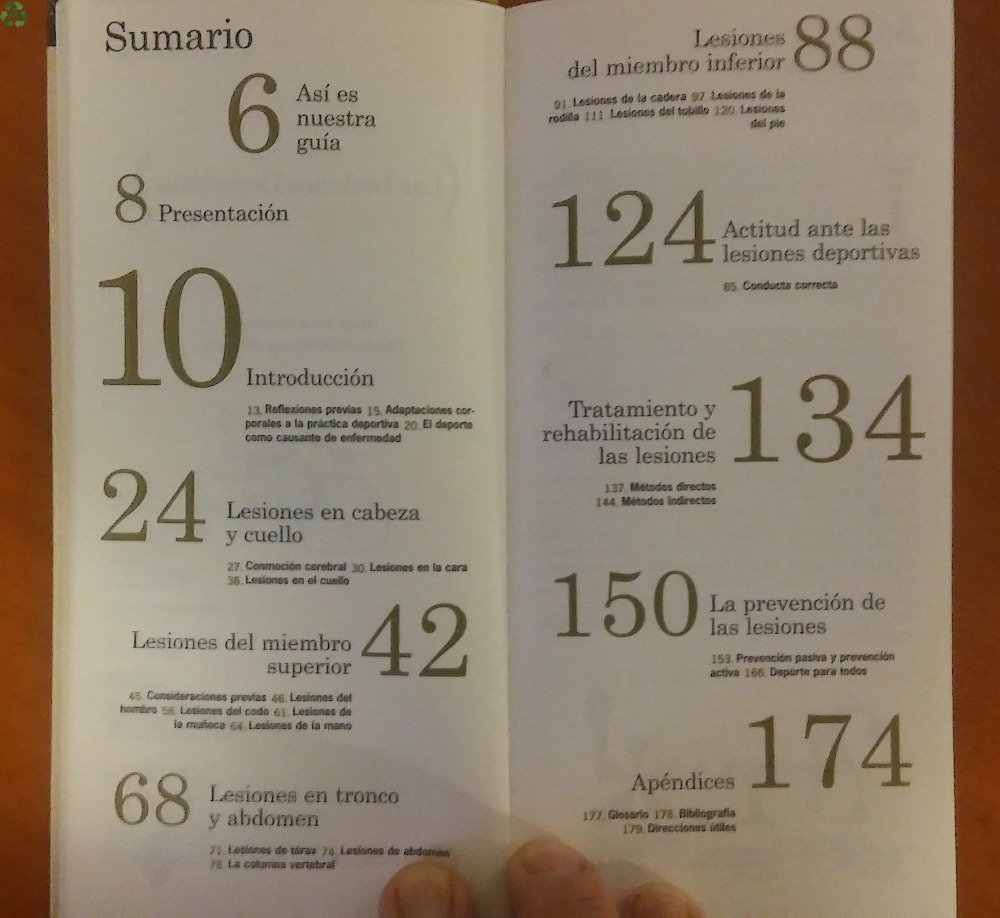 Sumario
6 Así es
nuestra
guía
8 Presentación
10 Introducción
13. Reflexiones previas 15. Adaptaciones cor-
porales a la práctica deportiva 20. El deporte
como causante de enfermedad
24 Lesiones en cabeza
y cuello
27. Conmoción cerebral 30. Lesiones en la cara
36. Lesiones en el cuello
Lesiones del miembro 42
superior
45. Consideraciones previas 46. Lesiones del
hombro 56. Lesiones del codo 61. Lesiones de
la muñeca 64. Lesiones de la mano
68 Lesiones en tronco
y abdomen
71. Lesiones de tórax 74. Lesiones de abdomen
78. La columna vertebral
Lesiones 88
del miembro inferior
91. Lesiones de la cadera 97. Lesiones de la
rodilla 111. Lesiones del tobillo 120. Lesiones
del pie
124 Actitud ante las
lesiones deportivas
85. Conducta correcta
Tratamiento y 134
rehabilitación de
las lesiones
137. Métodos directos
144. Métodos indirectos
150 La prevención de
las lesiones
153. Prevención pasiva y prevención
activa 166. Deporte para todos
Apéndices 174
177. Glosario 178. Bibliografía
179. Direcciones útiles